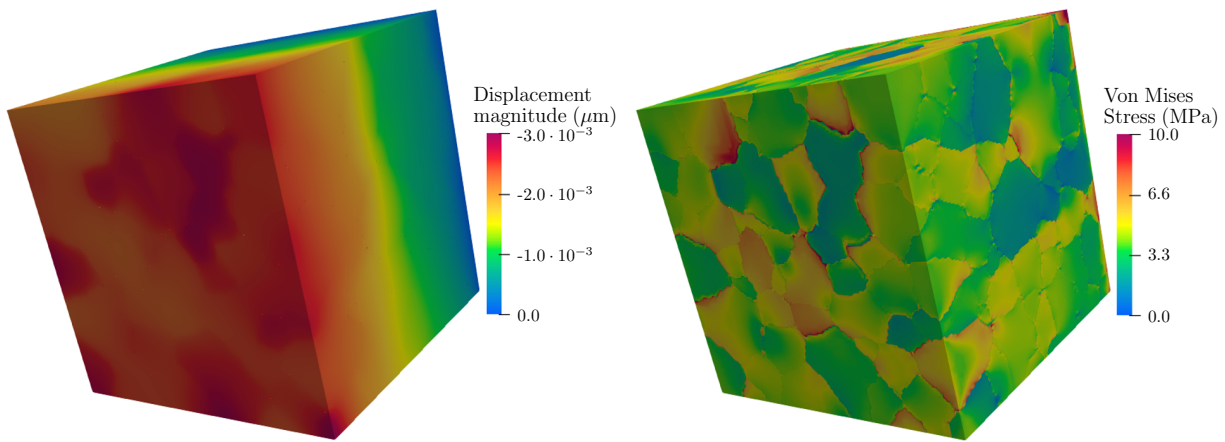 Displacement
magnitude (μm)
-3.0 · 10⁻³
-2.0 · 10⁻³
-1.0 · 10⁻³
0.0
Von Mises
Stress (MPa)
10.0
6.6
3.3
0.0